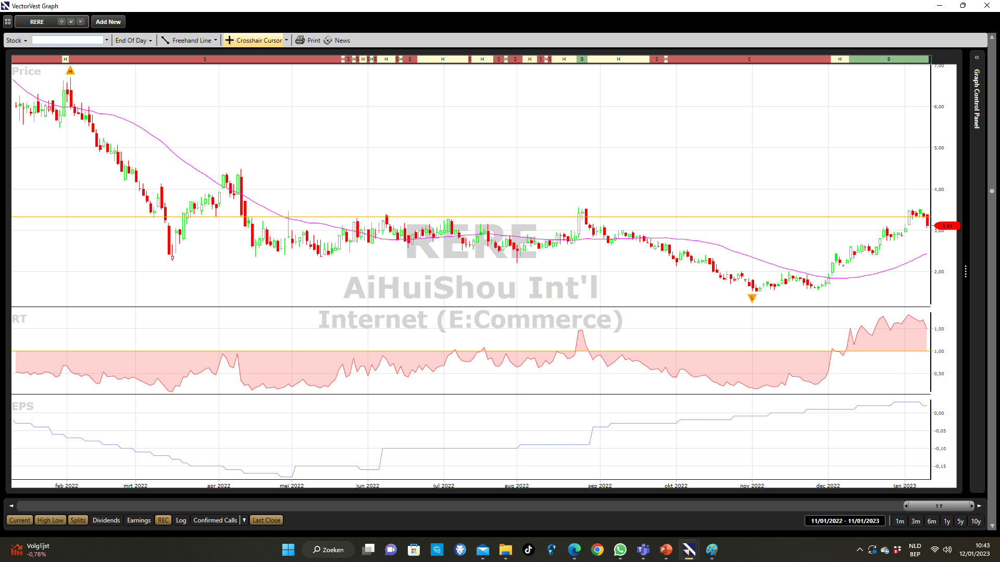 VectorVest Graph
RERE
Add New
Stock
End Of Day
Freehand Line
Crosshair Cursor
Print
News
H S H S H S H S H S H S H S H S H S H S H S H S H S H B H S H S H B
Price
H
7,00
6,00
5,00
4,00
3,00
3,11
2,00
L
RERE
AiHuiShou Int'l
Internet (E:Commerce)
RT
1,50
1,00
0,50
EPS
0,00
-0,05
-0,10
-0,15
feb 2022 mrt 2022 apr 2022 mei 2022 jun 2022 jul 2022 aug 2022 sep 2022 okt 2022 nov 2022 dec 2022 jan 2023
Graph Control Panel
1 Y
Current High Low Splits Dividends Earnings REC Log Confirmed Calls Last Close
11/01/2022 - 11/01/2023 1m 3m 6m 1y 5y 10y
Volglijst
-0,78%
Zoeken
NLD
BEP
10:43
12/01/2023